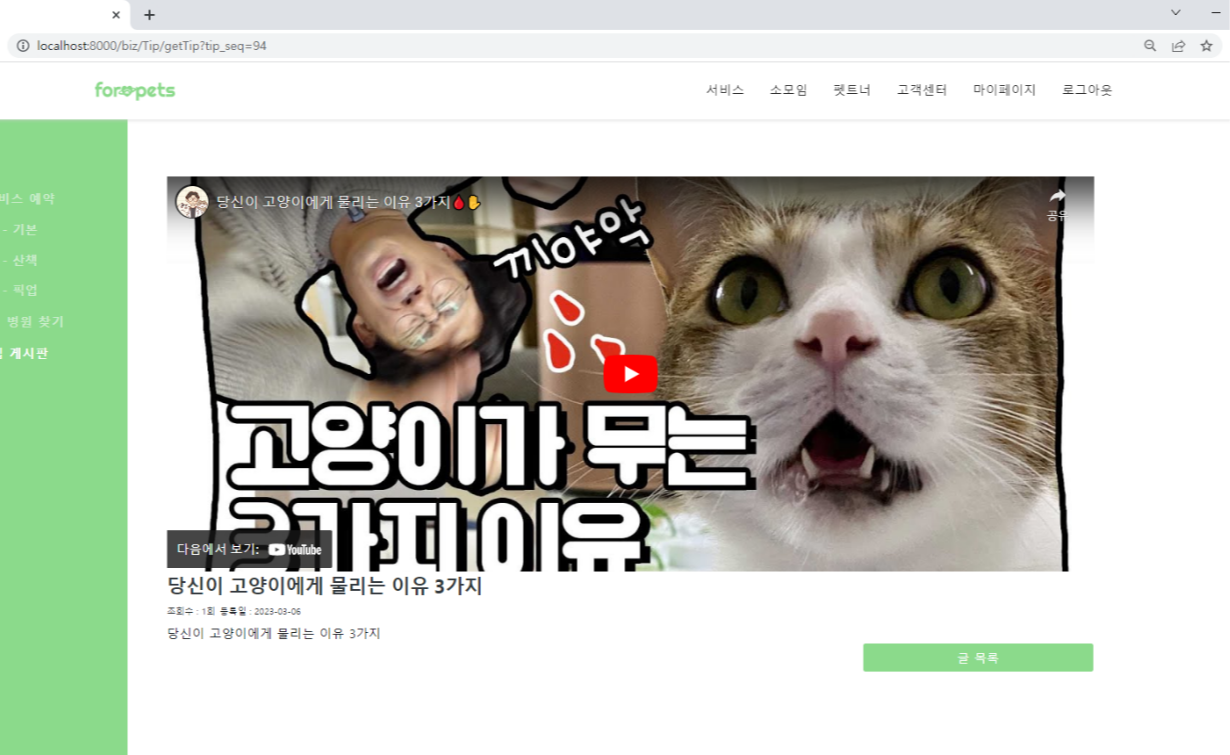 localhost:8000/biz/Tip/getTip?tip_seq=94
forpets
서비스 소모임 펫트너 고객센터 마이페이지 로그아웃
비스 예약
- 기본
- 산책
- 픽업
병원 찾기
게시판
당신이 고양이에게 물리는 이유 3가지🩸✋
공유
끼야악
고양이가 무는
3가지 이유
다음에서 보기: YouTube
당신이 고양이에게 물리는 이유 3가지
조회수 : 1회 등록일 : 2023-03-06
당신이 고양이에게 물리는 이유 3가지
글 목록